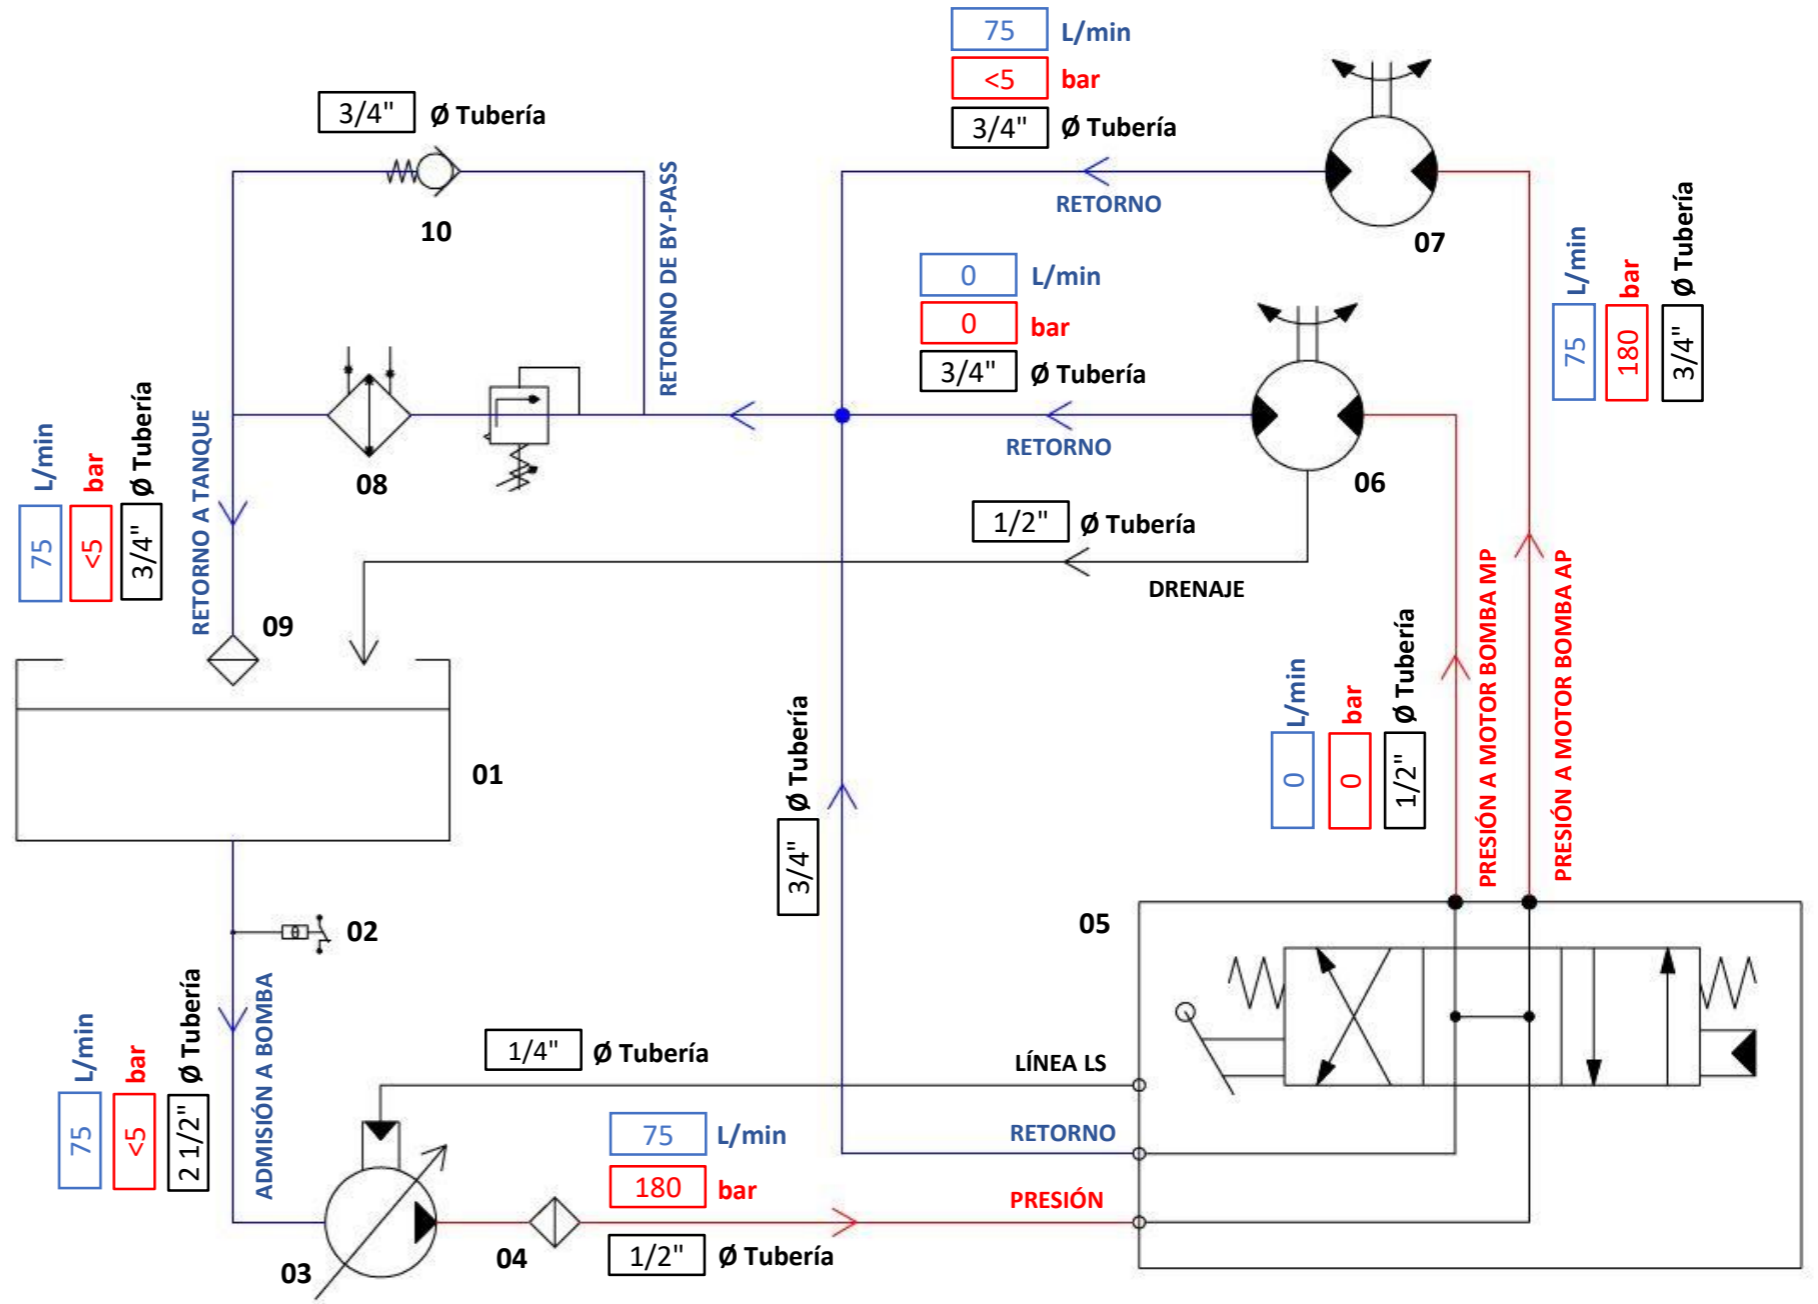 75 L/min
<5 bar
3/4" Ø Tubería
3/4" Ø Tubería
10
RETORNO DE BY-PASS
RETORNO
07
75 L/min
180 bar
3/4" Ø Tubería
0 L/min
0 bar
3/4" Ø Tubería
RETORNO
06
08
75 L/min
<5 bar
3/4" Ø Tubería
RETORNO A TANQUE
1/2" Ø Tubería
DRENAJE
09
01
3/4" Ø Tubería
0 L/min
0 bar
1/2" Ø Tubería
PRESIÓN A MOTOR BOMBA MP
PRESIÓN A MOTOR BOMBA AP
02
05
75 L/min
<5 bar
2 1/2" Ø Tubería
ADMISIÓN A BOMBA
1/4" Ø Tubería
LÍNEA LS
75 L/min
RETORNO
180 bar
PRESIÓN
03
04
1/2" Ø Tubería